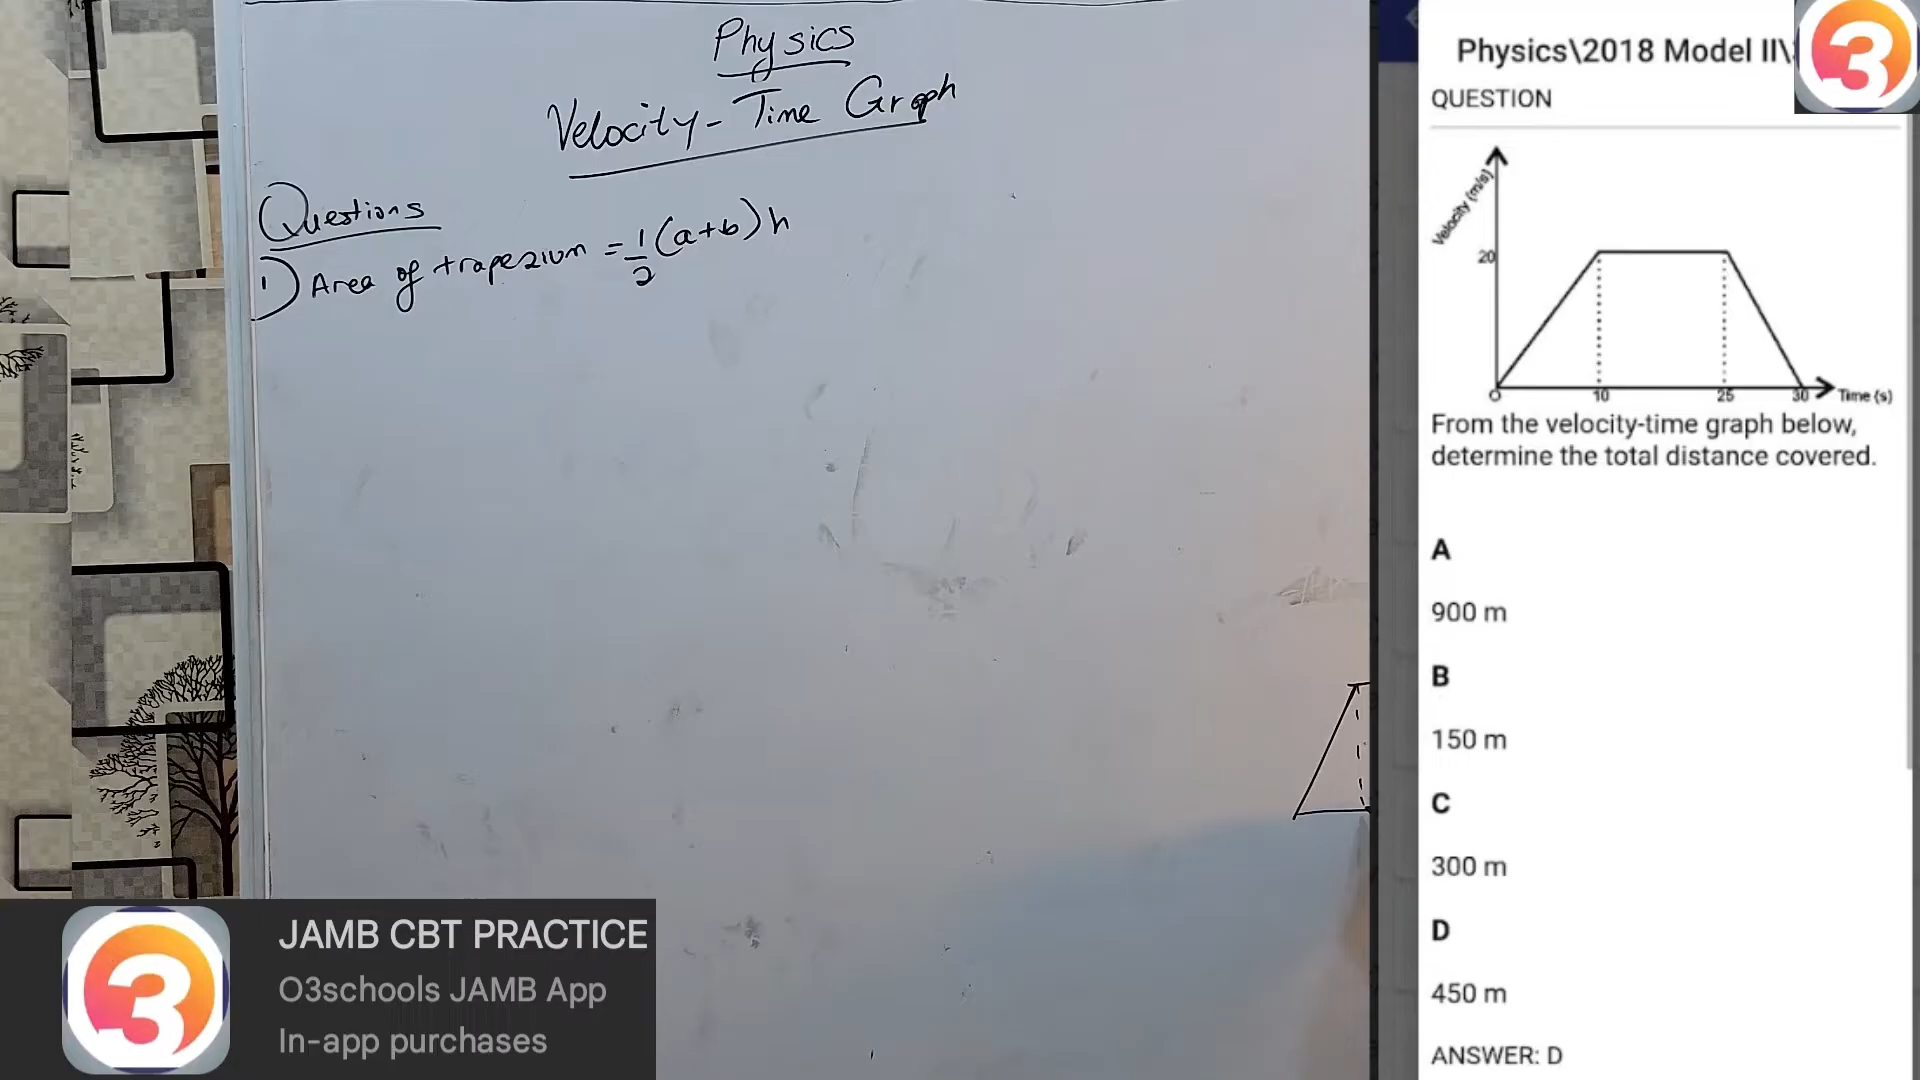 Physics
Velocity - Time Graph
Questions
1) Area of trapezium = 1/2 (a+b) h
Physics\2018 Model II\
3
QUESTION
Velocity (m/s)
20
O 10 25 30 Time (s)
From the velocity-time graph below,
determine the total distance covered.
A
900 m
B
150 m
C
300 m
D
450 m
ANSWER: D
3
JAMB CBT PRACTICE
O3schools JAMB App
In-app purchases